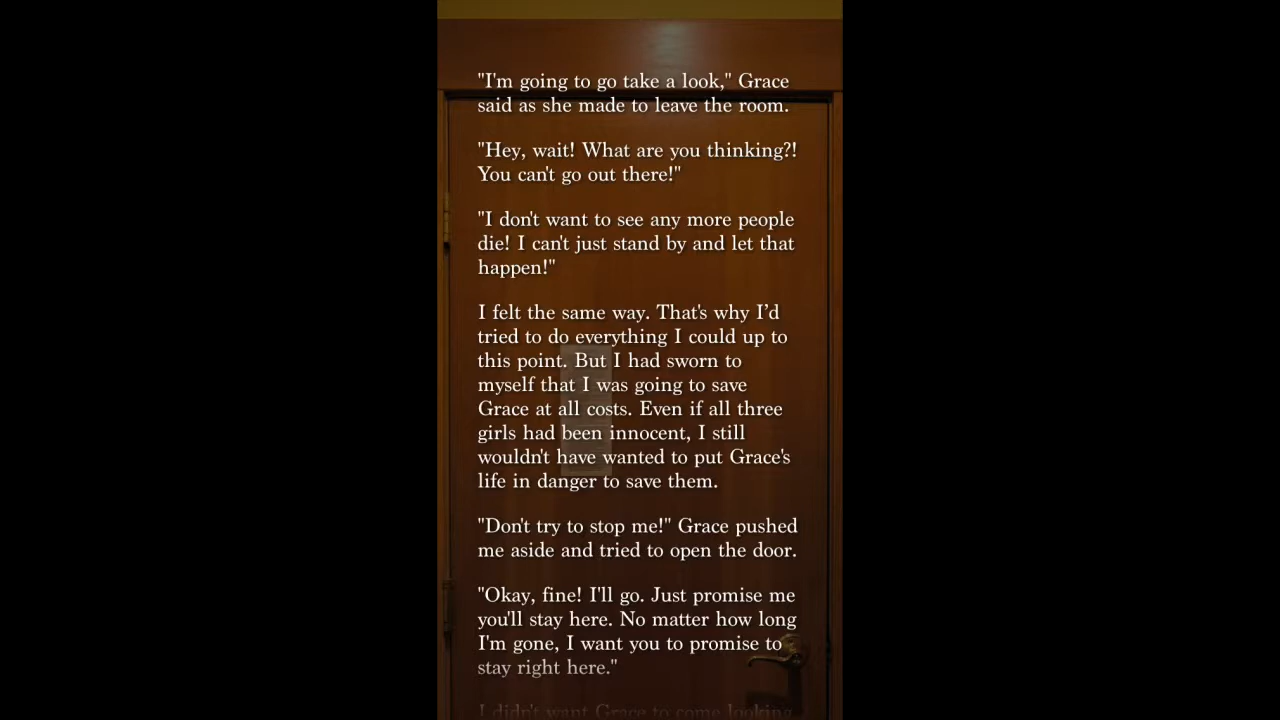 "I'm going to go take a look," Grace
said as she made to leave the room.
"Hey, wait! What are you thinking?!
You can't go out there!"
"I don't want to see any more people
die! I can't just stand by and let that
happen!"
I felt the same way. That's why I’d
tried to do everything I could up to
this point. But I had sworn to
myself that I was going to save
Grace at all costs. Even if all three
girls had been innocent, I still
wouldn't have wanted to put Grace's
life in danger to save them.
"Don't try to stop me!" Grace pushed
me aside and tried to open the door.
"Okay, fine! I'll go. Just promise me
you'll stay here. No matter how long
I'm gone, I want you to promise to
stay right here."
I didn't want Grace to come looking